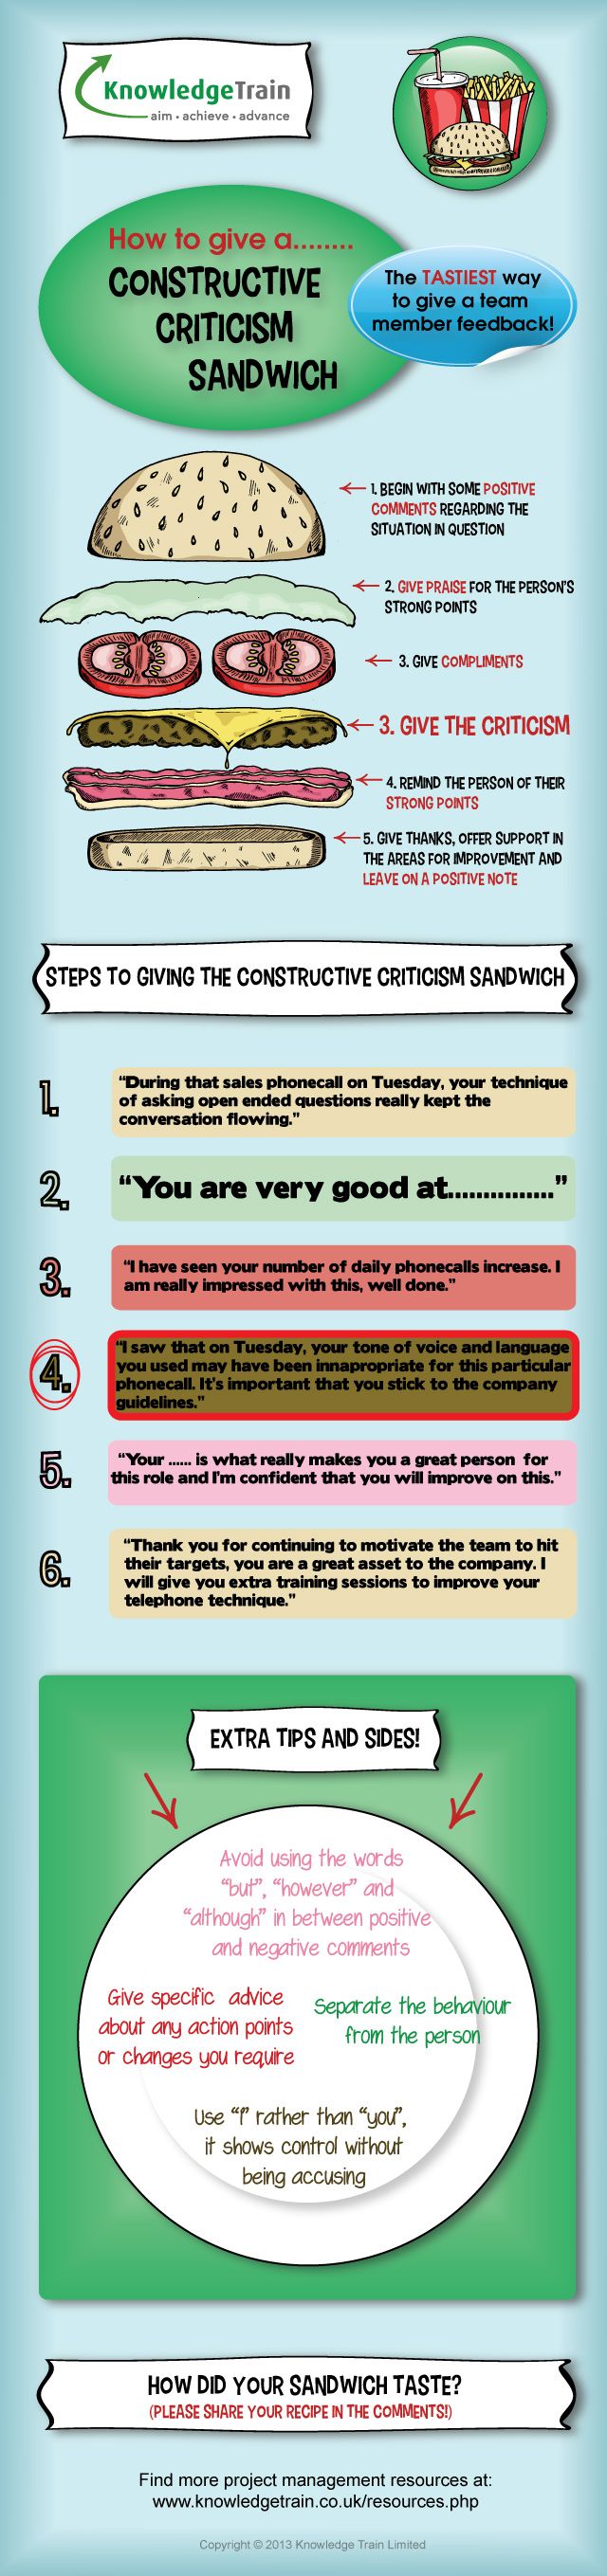 KnowledgeTrain
aim • achieve • advance
How to give a........
CONSTRUCTIVE
CRITICISM
SANDWICH
The TASTIEST way
to give a team
member feedback!
1. BEGIN WITH SOME POSITIVE
COMMENTS REGARDING THE
SITUATION IN QUESTION
2. GIVE PRAISE FOR THE PERSON'S
STRONG POINTS
3. GIVE COMPLIMENTS
3. GIVE THE CRITICISM
4. REMIND THE PERSON OF THEIR
STRONG POINTS
5. GIVE THANKS, OFFER SUPPORT IN
THE AREAS FOR IMPROVEMENT AND
LEAVE ON A POSITIVE NOTE
STEPS TO GIVING THE CONSTRUCTIVE CRITICISM SANDWICH
1.
“During that sales phonecall on Tuesday, your technique
of asking open ended questions really kept the
conversation flowing.”
2.
“You are very good at...............”
3.
“I have seen your number of daily phonecalls increase. I
am really impressed with this, well done.”
4.
“I saw that on Tuesday, your tone of voice and language
you used may have been innapropriate for this particular
phonecall. It's important that you stick to the company
guidelines.”
5.
“Your ...... is what really makes you a great person for
this role and I'm confident that you will improve on this.”
6.
“Thank you for continuing to motivate the team to hit
their targets, you are a great asset to the company. I
will give you extra training sessions to improve your
telephone technique.”
EXTRA TIPS AND SIDES!
Avoid using the words
“but”, “however” and
“although” in between positive
and negative comments
Give specific advice
about any action points
or changes you require
Separate the behaviour
from the person
Use “I” rather than “you”,
it shows control without
being accusing
HOW DID YOUR SANDWICH TASTE?
(PLEASE SHARE YOUR RECIPE IN THE COMMENTS!)
Find more project management resources at:
www.knowledgetrain.co.uk/resources.php
Copyright © 2013 Knowledge Train Limited